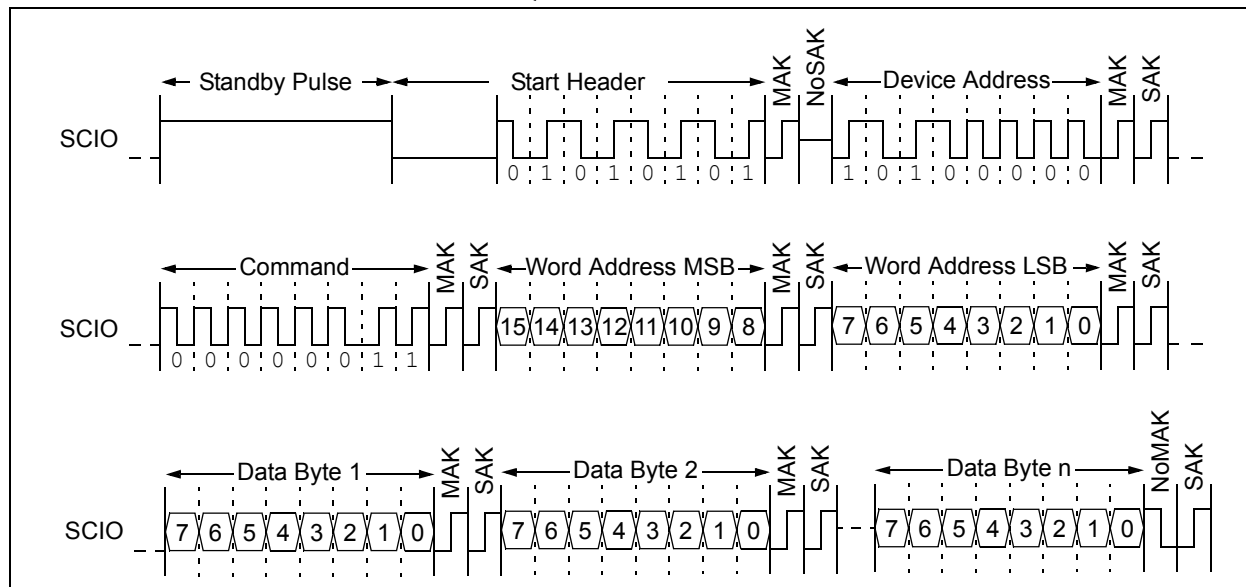 Standby Pulse Start Header MAK NoSAK Device Address MAK SAK
SCIO
0 1 0 1 0 1 0 1 1 0 1 0 0 0 0 0
Command MAK SAK Word Address MSB MAK SAK Word Address LSB MAK SAK
SCIO 15 14 13 12 11 10 9 8 7 6 5 4 3 2 1 0
0 0 0 0 0 0 1 1
Data Byte 1 MAK SAK Data Byte 2 MAK SAK Data Byte n NoMAK SAK
SCIO 7 6 5 4 3 2 1 0 7 6 5 4 3 2 1 0 7 6 5 4 3 2 1 0